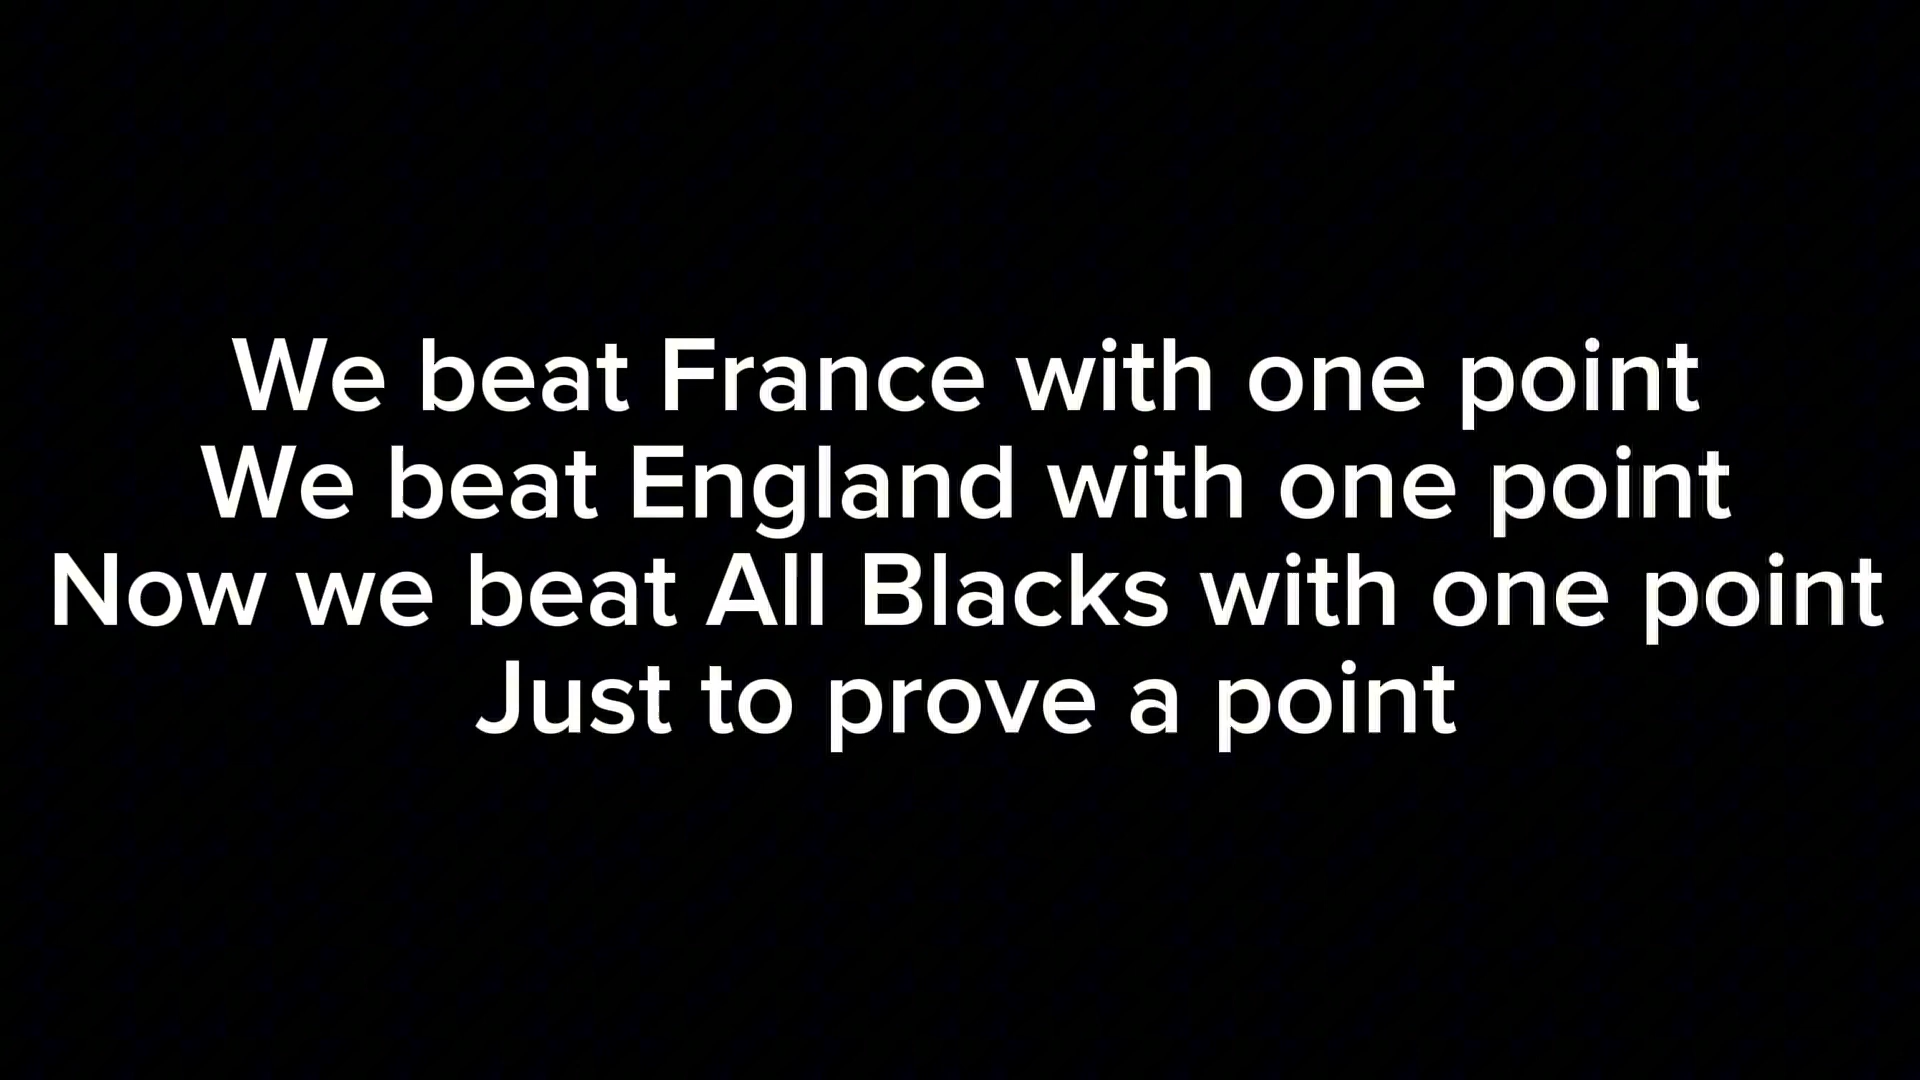 We beat France with one point
We beat England with one point
Now we beat All Blacks with one point
Just to prove a point